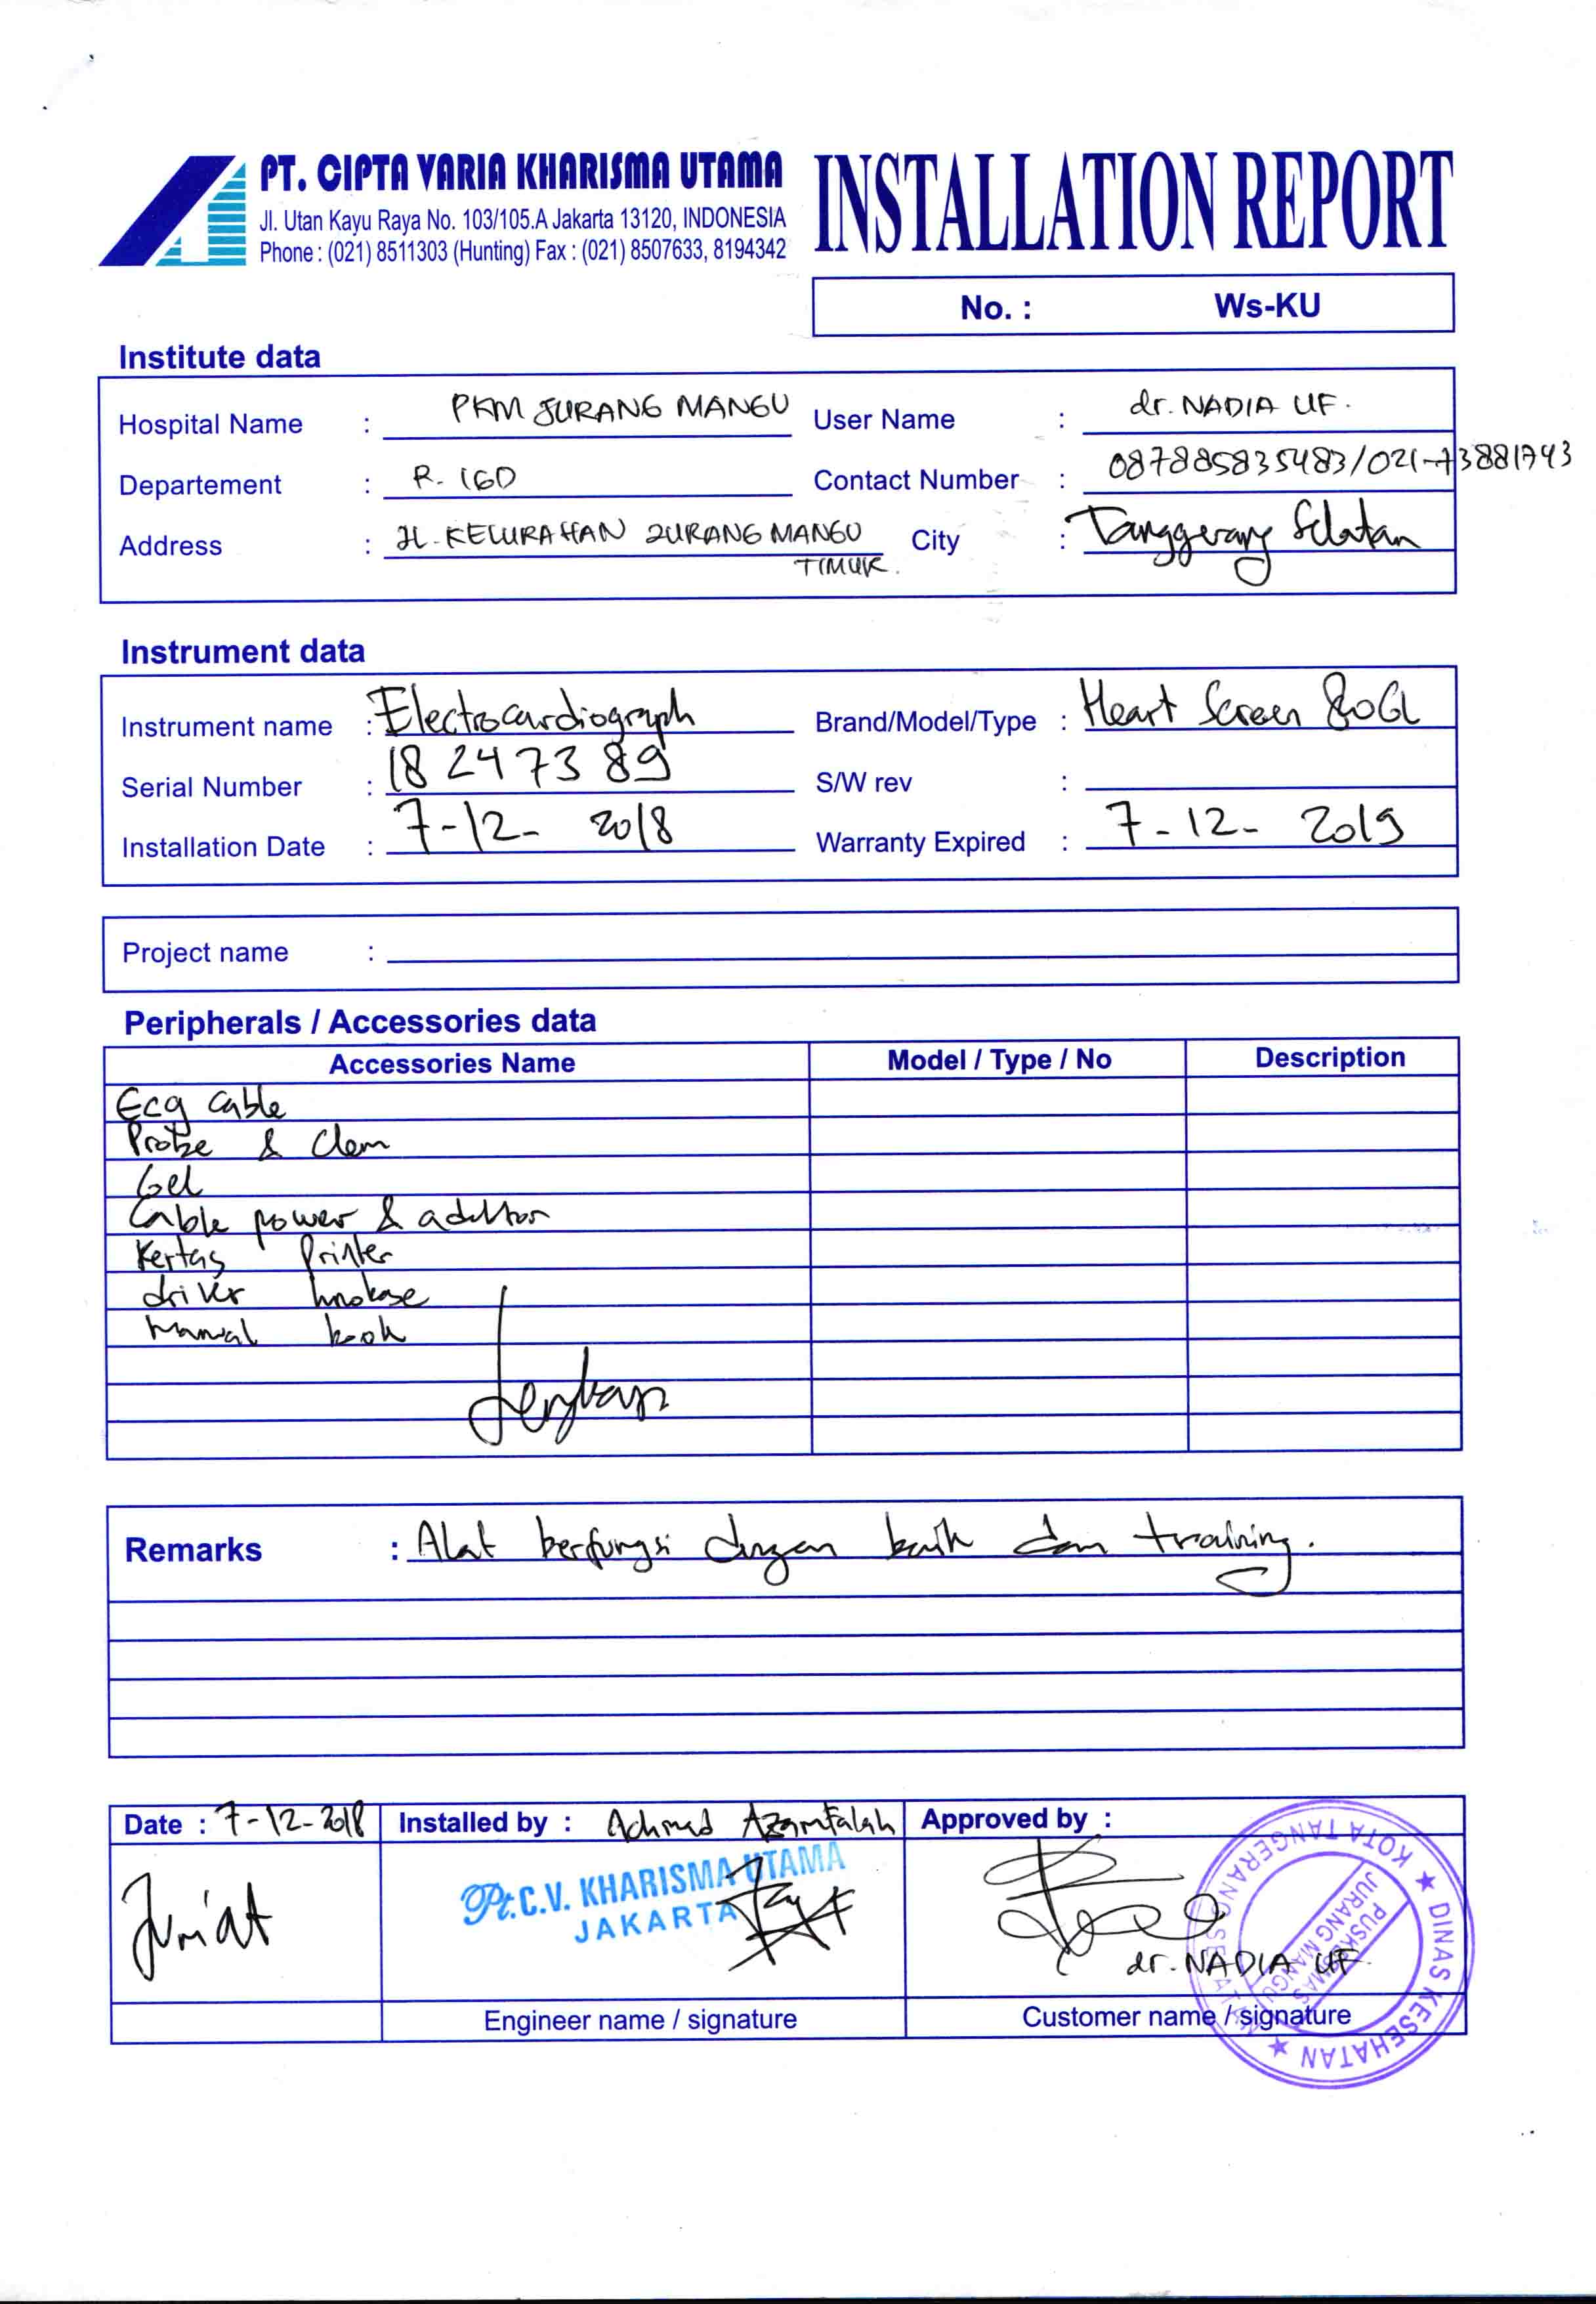 PT. CIPTA VARIA KHARISMA UTAMA
Jl. Utan Kayu Raya No. 103/105.A Jakarta 13120, INDONESIA
Phone : (021) 8511303 (Hunting) Fax : (021) 8507633, 8194342
INSTALLATION REPORT
No. : Ws-KU
Institute data
Hospital Name : PKM JURANG MANGU User Name : dr. NADIA UF.
Departement : R. IGD Contact Number : 087885835483/021-73881743
Address : JL. KELURAHAN JURANG MANGU City : Tanggerang Selatan
TIMUR.
Instrument data
Instrument name : Electrocardiograph Brand/Model/Type : Heart Screen 80GL
Serial Number : 18247389 S/W rev :
Installation Date : 7-12-2018 Warranty Expired : 7-12-2019
Project name :
Peripherals / Accessories data
Accessories Name Model / Type / No Description
Ecg Cable
Probe & Clem
Gel
Cable power &
Kertas Printer
driver
Manual book
Lengkap
Remarks : Alat berfungsi dengan baik dan training.
Date : 7-12-2018 Installed by : Achmad Azamfalah Approved by :
Juniat
Pt.C.V. KHARISMA UTAMA
JAKARTA
dr. NADIA UF
KOTA TANGERANG SELATAN ★ DINAS KESEHATAN ★
PUSKESMAS
JURANG MANGU
Engineer name / signature Customer name / signature